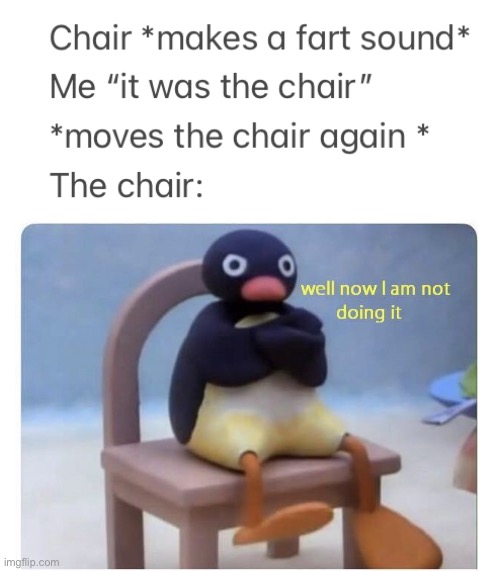 Chair *makes a fart sound*
Me “it was the chair”
*moves the chair again *
The chair:
well now I am not
doing it
imgflip.com